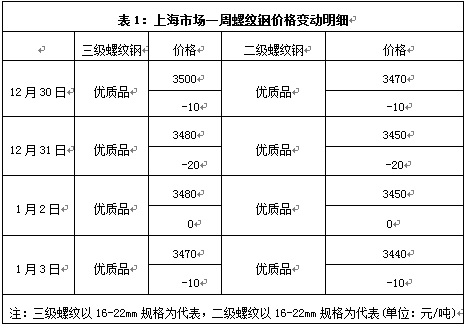 表1：上海市场一周螺纹钢价格变动明细
三级螺纹钢 价格 二级螺纹钢 价格
12月30日 优质品 3500 优质品 3470
-10 -10
12月31日 优质品 3480 优质品 3450
-20 -20
1月2日 优质品 3480 优质品 3450
0 0
1月3日 优质品 3470 优质品 3440
-10 -10
注：三级螺纹以16-22mm规格为代表，二级螺纹以16-22mm规格为代表(单位：元/吨)